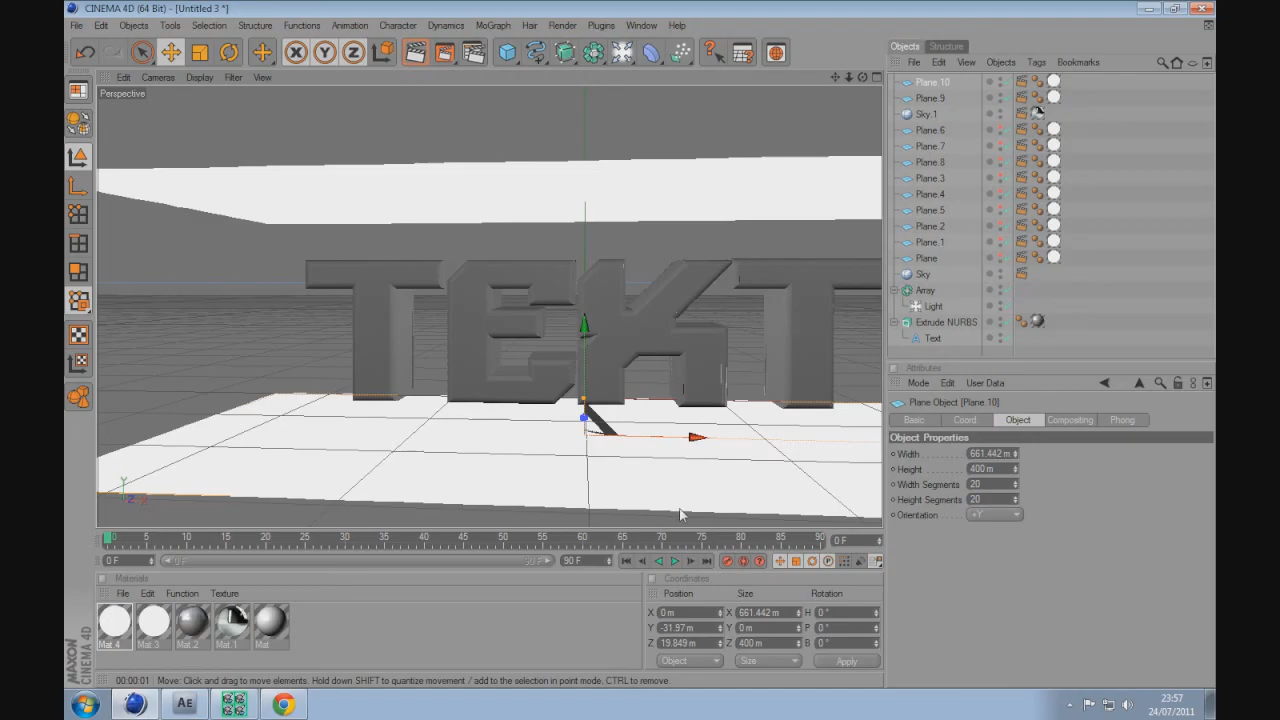 CINEMA 4D (64 Bit) - [Untitled 3 *]
File Edit Objects Tools Selection Structure Functions Animation Character Dynamics MoGraph Hair Render Plugins Window Help
Objects Structure
File Edit View Objects Tags Bookmarks
Edit Cameras Display Filter View
Perspective
Plane.10
Plane.9
Sky.1
Plane.6
Plane.7
Plane.8
Plane.3
Plane.4
Plane.5
Plane.2
Plane.1
Plane
Sky
Array
Light
Extrude NURBS
Text
TEKT
Attributes
Mode Edit User Data
Plane Object [Plane.10]
Basic Coord. Object Compositing Phong
Object Properties
Width 661.442 m
Height 400 m
Width Segments 20
Height Segments 20
Orientation +Y
0 5 10 15 20 25 30 35 40 45 50 55 60 65 70 75 80 85 90 0 F
0 F 0 F 90 F 90 F
Materials
File Edit Function Texture
Mat.4 Mat.3 Mat.2 Mat.1 Mat
Coordinates
Position Size Rotation
X 0 m X 661.442 m H 0 °
Y -31.97 m Y 0 m P 0 °
Z 19.849 m Z 400 m B 0 °
Object Size Apply
MAXON CINEMA 4D
00:00:01 Move: Click and drag to move elements. Hold down SHIFT to quantize movement / add to the selection in point mode, CTRL to remove.
Ae
23:57
24/07/2011